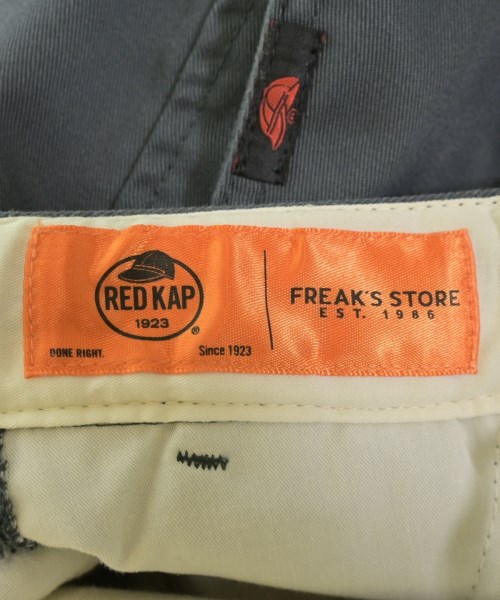 RED KAP
1923
®
DONE RIGHT.
Since 1923
FREAK'S STORE
EST. 1986